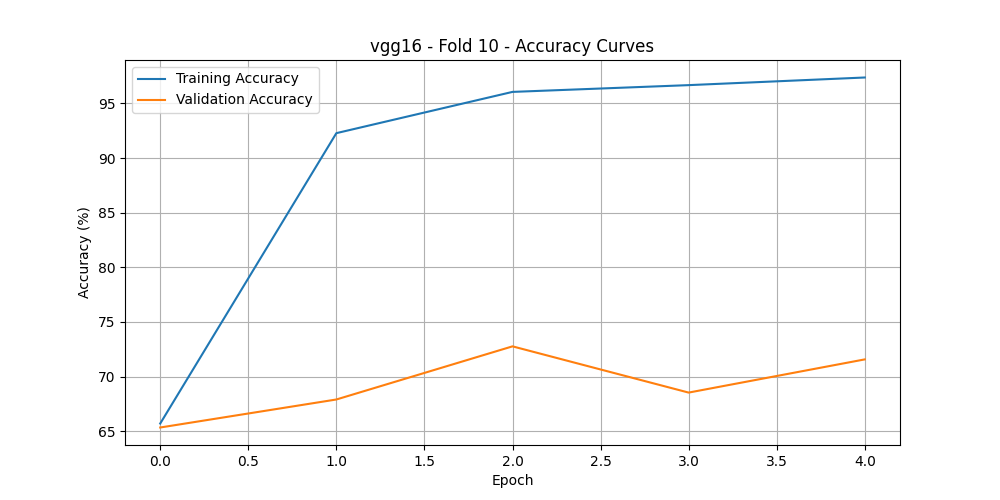 vgg16 - Fold 10 - Accuracy Curves
Training Accuracy
Validation Accuracy
Accuracy (%)
95
90
85
80
75
70
65
0.0 0.5 1.0 1.5 2.0 2.5 3.0 3.5 4.0
Epoch